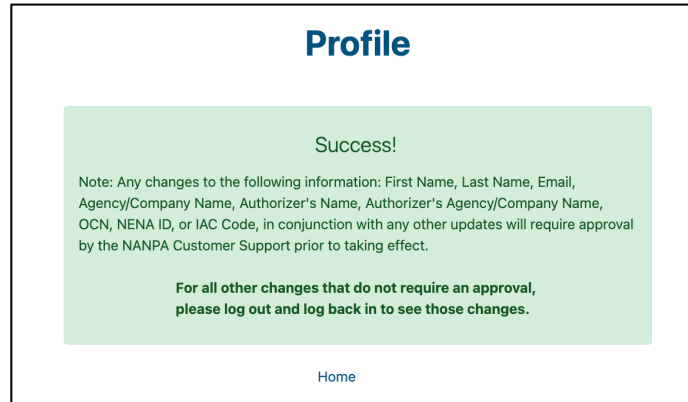 Profile
Success!
Note: Any changes to the following information: First Name, Last Name, Email,
Agency/Company Name, Authorizer's Name, Authorizer's Agency/Company Name,
OCN, NENA ID, or IAC Code, in conjunction with any other updates will require approval
by the NANPA Customer Support prior to taking effect.
For all other changes that do not require an approval,
please log out and log back in to see those changes.
Home